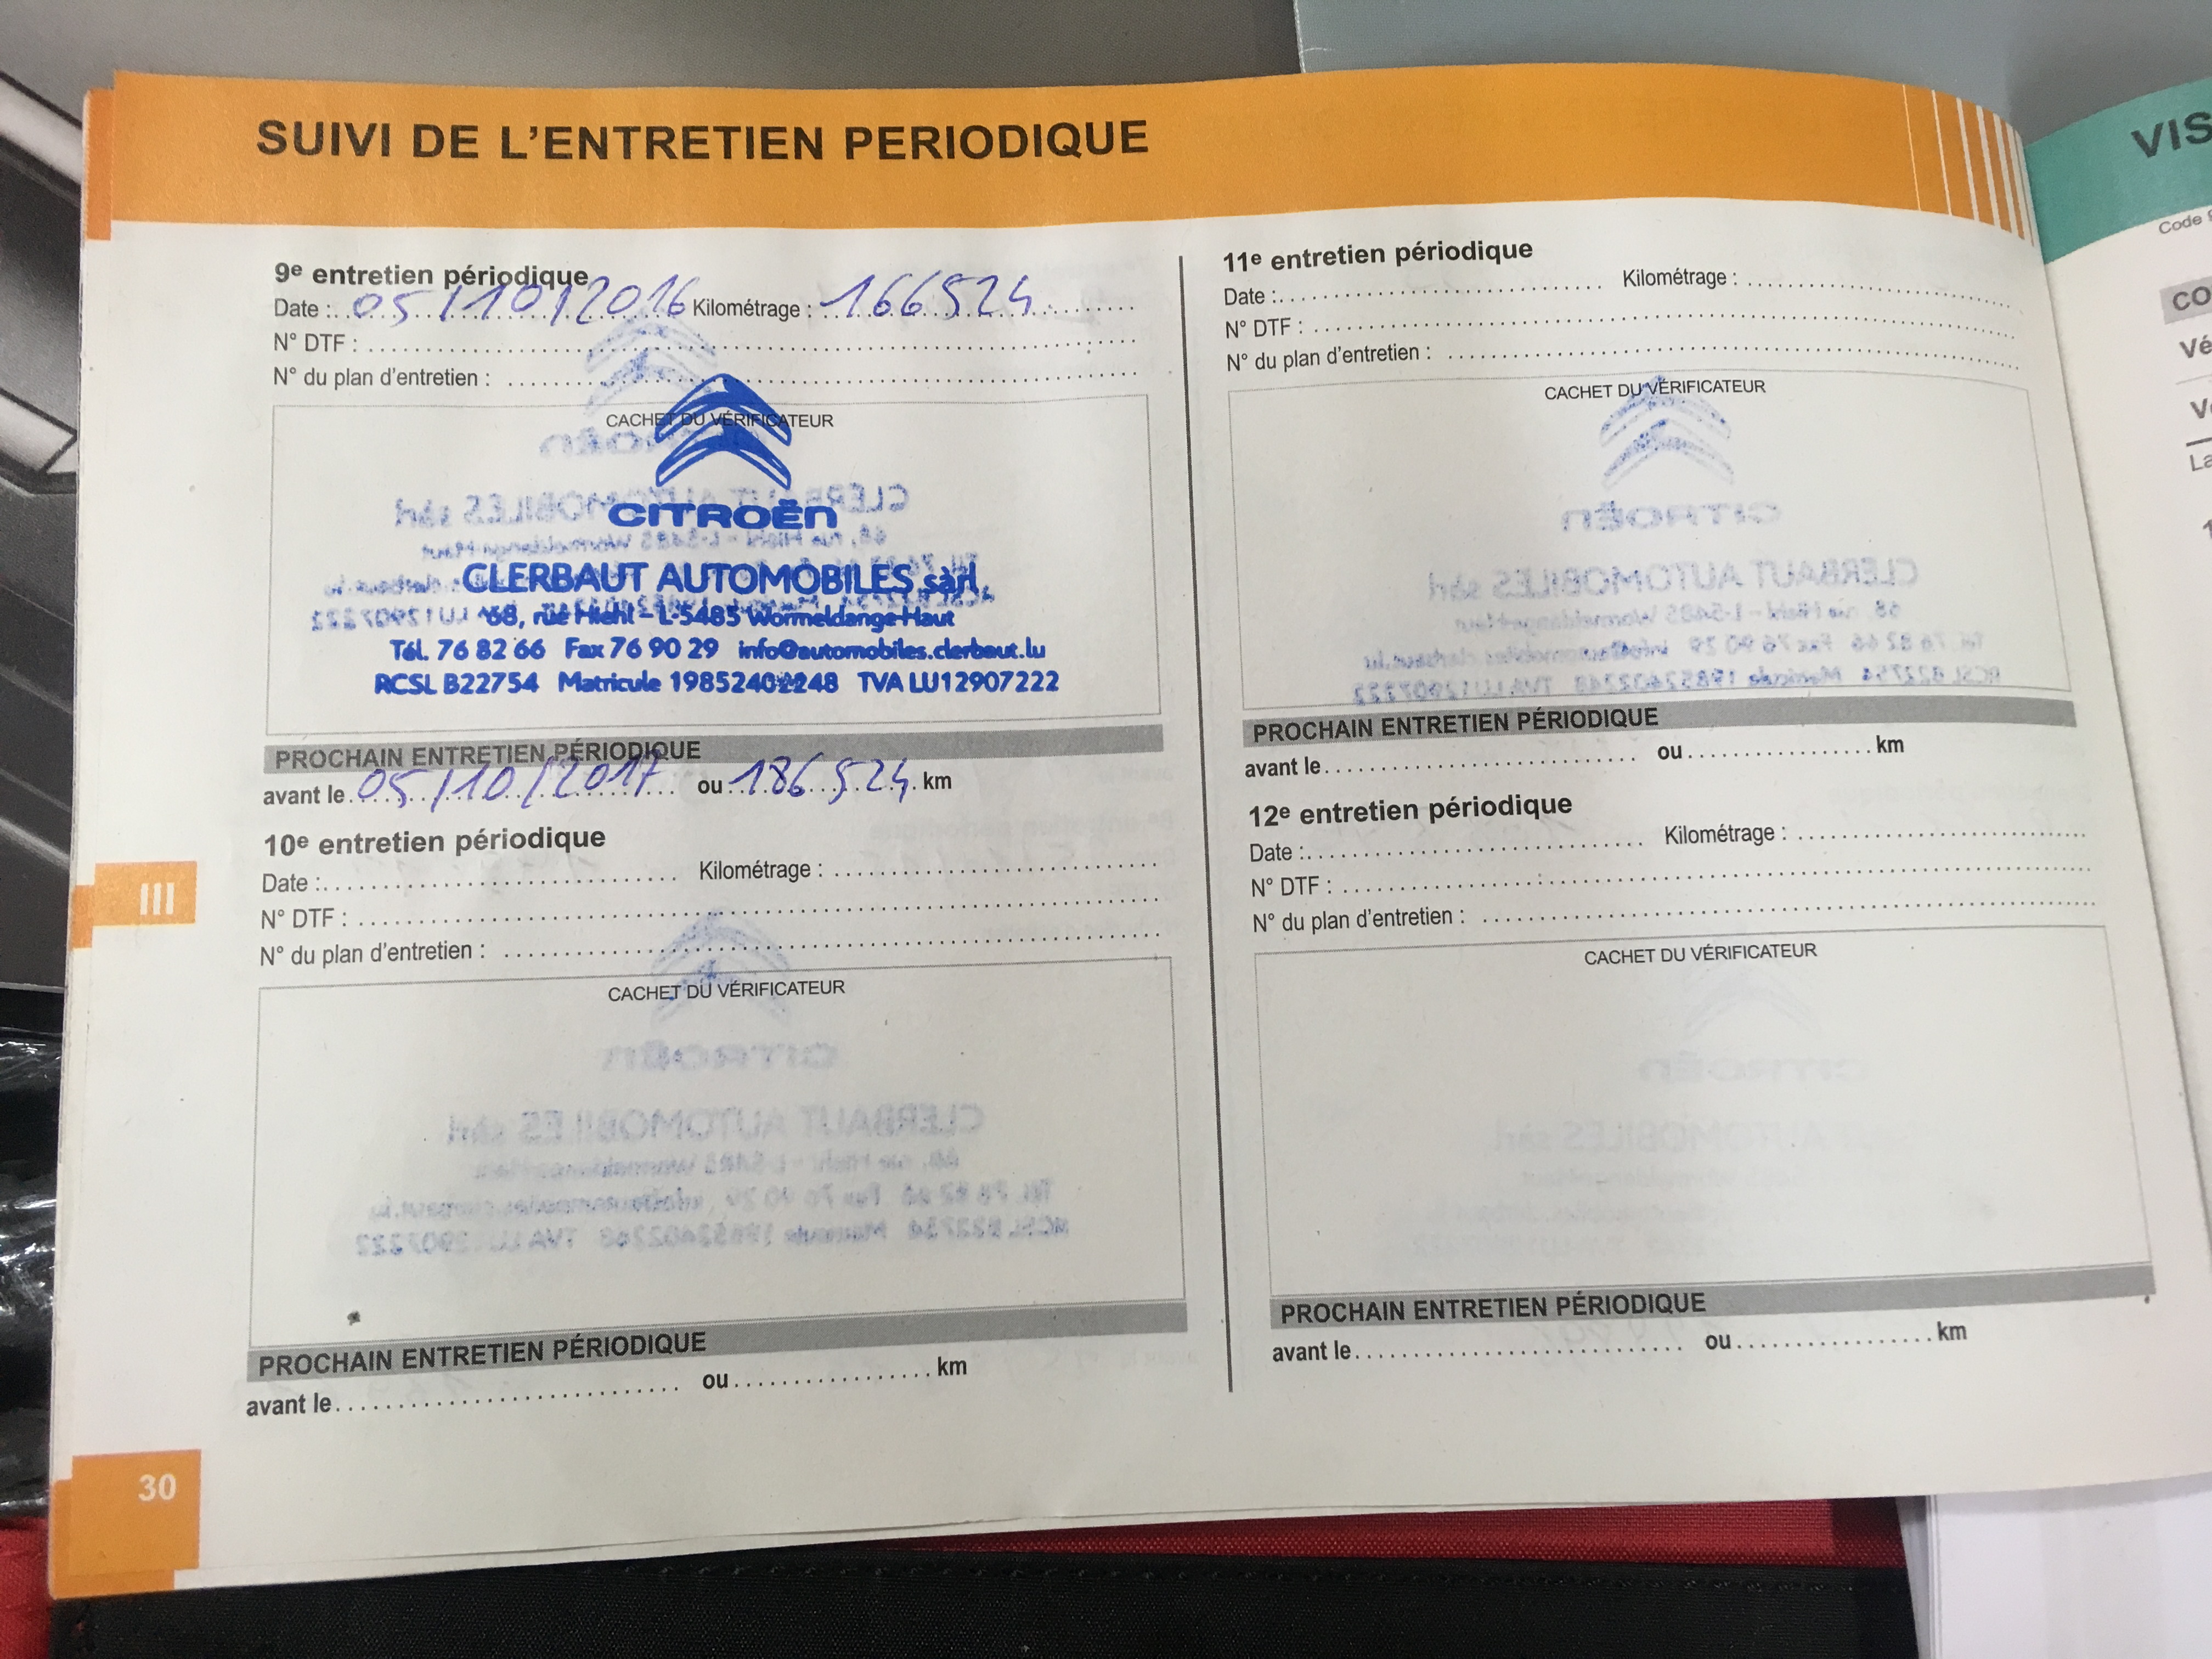 SUIVI DE L'ENTRETIEN PERIODIQUE
9e entretien périodique
Date : 05/10/2016 Kilométrage : 166524
N° DTF :
N° du plan d'entretien :
CACHET DU VÉRIFICATEUR
CITROËN
CLERBAUT AUTOMOBILES sàrl
68, rue Hiehl - L-5485 Wormeldange-Haut
Tél. 76 82 66 Fax 76 90 29 info@automobiles.clerbaut.lu
RCSL B22754 Matricule 19852402248 TVA LU12907222
PROCHAIN ENTRETIEN PÉRIODIQUE
avant le 05/10/2017 ou 186524 km
10e entretien périodique
Date : Kilométrage :
N° DTF :
N° du plan d'entretien :
CACHET DU VÉRIFICATEUR
PROCHAIN ENTRETIEN PÉRIODIQUE
avant le ou km
11e entretien périodique
Date : Kilométrage :
N° DTF :
N° du plan d'entretien :
CACHET DU VÉRIFICATEUR
PROCHAIN ENTRETIEN PÉRIODIQUE
avant le ou km
12e entretien périodique
Date : Kilométrage :
N° DTF :
N° du plan d'entretien :
CACHET DU VÉRIFICATEUR
PROCHAIN ENTRETIEN PÉRIODIQUE
avant le ou km
III
30
VIS
Code
CO
Vé
La